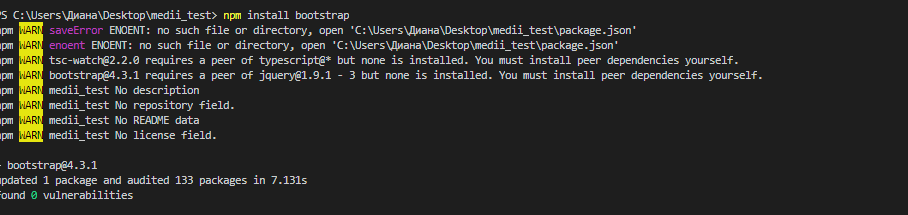 PS C:\Users\Диана\Desktop\medii_test> npm install bootstrap
npm WARN saveError ENOENT: no such file or directory, open 'C:\Users\Диана\Desktop\medii_test\package.json'
npm WARN enoent ENOENT: no such file or directory, open 'C:\Users\Диана\Desktop\medii_test\package.json'
npm WARN tsc-watch@2.2.0 requires a peer of typescript@* but none is installed. You must install peer dependencies yourself.
npm WARN bootstrap@4.3.1 requires a peer of jquery@1.9.1 - 3 but none is installed. You must install peer dependencies yourself.
npm WARN medii_test No description
npm WARN medii_test No repository field.
npm WARN medii_test No README data
npm WARN medii_test No license field.
+ bootstrap@4.3.1
updated 1 package and audited 133 packages in 7.131s
found 0 vulnerabilities